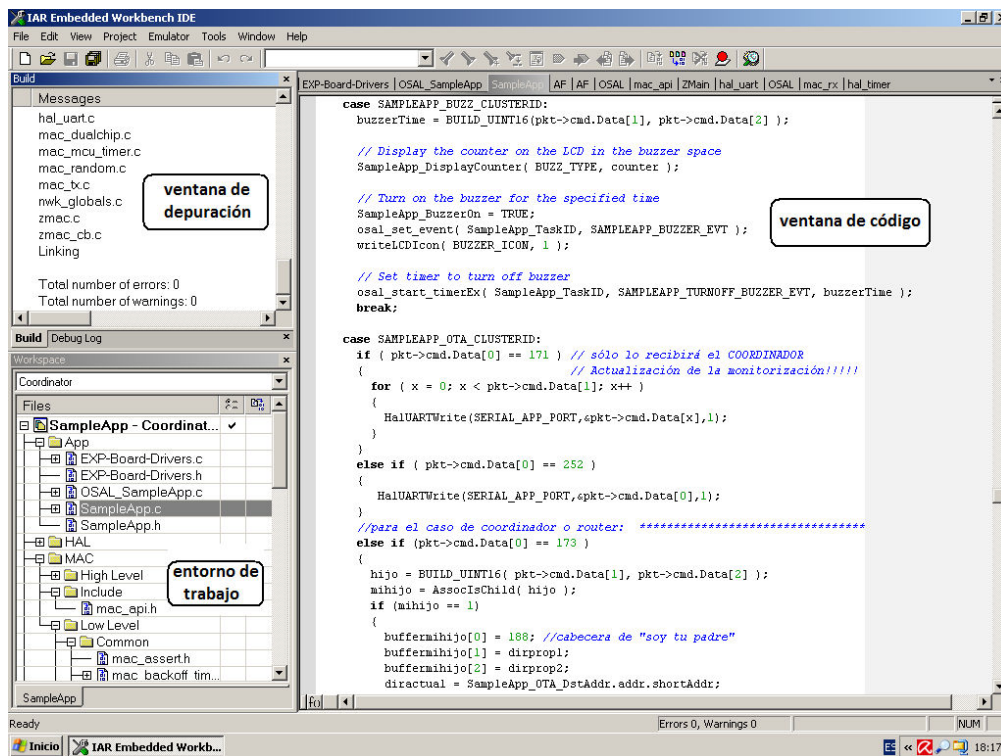 IAR Embedded Workbench IDE
File Edit View Project Emulator Tools Window Help
Build
Messages
hal_uart.c
mac_dualchip.c
mac_mcu_timer.c
mac_random.c
mac_tx.c
nwk_globals.c
zmac.c
zmac_cb.c
Linking
Total number of errors: 0
Total number of warnings: 0
ventana de
depuración
Build Debug Log
Workspace
Coordinator
Files
SampleApp - Coordinat...
App
EXP-Board-Drivers.c
EXP-Board-Drivers.h
OSAL_SampleApp.c
SampleApp.c
SampleApp.h
HAL
MAC
High Level
Include
mac_api.h
Low Level
Common
mac_assert.h
mac_backoff_tim...
entorno de
trabajo
SampleApp
EXP-Board-Drivers | OSAL_SampleApp | SampleApp | AF | AF | OSAL | mac_api | ZMain | hal_uart | OSAL | mac_rx | hal_timer
case SAMPLEAPP_BUZZ_CLUSTERID:
buzzerTime = BUILD_UINT16(pkt->cmd.Data[1], pkt->cmd.Data[2] );
// Display the counter on the LCD in the buzzer space
SampleApp_DisplayCounter( BUZZ_TYPE, counter );
// Turn on the buzzer for the specified time
SampleApp_BuzzerOn = TRUE;
osal_set_event( SampleApp_TaskID, SAMPLEAPP_BUZZER_EVT );
writeLCDIcon( BUZZER_ICON, 1 );
// Set timer to turn off buzzer
osal_start_timerEx( SampleApp_TaskID, SAMPLEAPP_TURNOFF_BUZZER_EVT, buzzerTime );
break;
case SAMPLEAPP_OTA_CLUSTERID:
if ( pkt->cmd.Data[0] == 171 ) // sólo lo recibirá el COORDINADOR
{ // Actualización de la monitorización!!!!!
for ( x = 0; x < pkt->cmd.Data[1]; x++ )
{
HalUARTWrite(SERIAL_APP_PORT,&pkt->cmd.Data[x],1);
}
}
else if ( pkt->cmd.Data[0] == 252 )
{
HalUARTWrite(SERIAL_APP_PORT,&pkt->cmd.Data[0],1);
}
//para el caso de coordinador o router: ********************************
else if (pkt->cmd.Data[0] == 173 )
{
hijo = BUILD_UINT16( pkt->cmd.Data[1], pkt->cmd.Data[2] );
mihijo = AssocIsChild( hijo );
if (mihijo == 1)
{
buffermihijo[0] = 188; //cabecera de "soy tu padre"
buffermihijo[1] = dirprop1;
buffermihijo[2] = dirprop2;
diractual = SampleApp_OTA_DstAddr.addr.shortAddr;
ventana de código
f()
Ready
Errors 0, Warnings 0
NUM
Inicio
IAR Embedded Workb...
ES
«
18:17